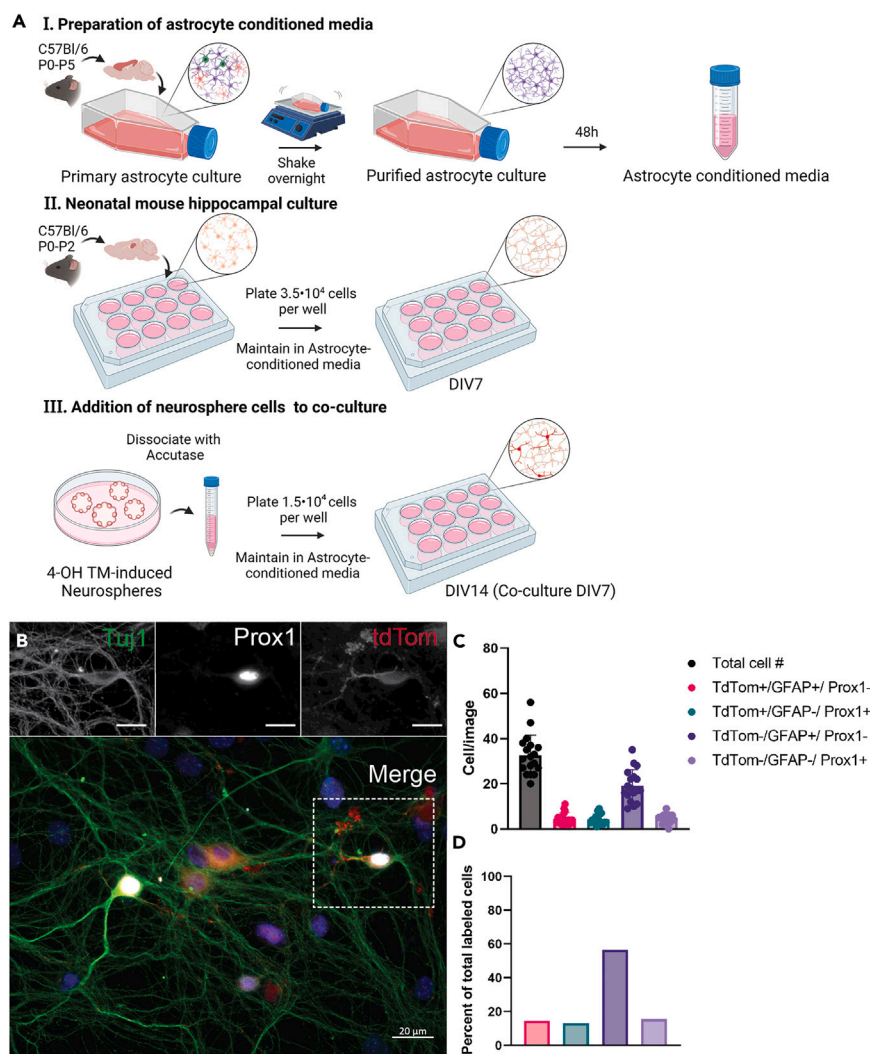 A
I. Preparation of astrocyte conditioned media
C57Bl/6
P0-P5
Primary astrocyte culture
Shake
overnight
Purified astrocyte culture
48h
Astrocyte conditioned media
II. Neonatal mouse hippocampal culture
C57Bl/6
P0-P2
Plate 3.5•10⁴ cells
per well
Maintain in Astrocyte-
conditioned media
DIV7
III. Addition of neurosphere cells to co-culture
Dissociate with
Accutase
4-OH TM-induced
Neurospheres
Plate 1.5•10⁴ cells
per well
Maintain in Astrocyte-
conditioned media
DIV14 (Co-culture DIV7)
B
Tuj1
Prox1
tdTom
Merge
20 µm
C
Cell/image
80
60
40
20
0
Total cell #
TdTom+/GFAP+/ Prox1-
TdTom+/GFAP-/ Prox1+
TdTom-/GFAP+/ Prox1-
TdTom-/GFAP-/ Prox1+
D
Percent of total labeled cells
100
80
60
40
20
0